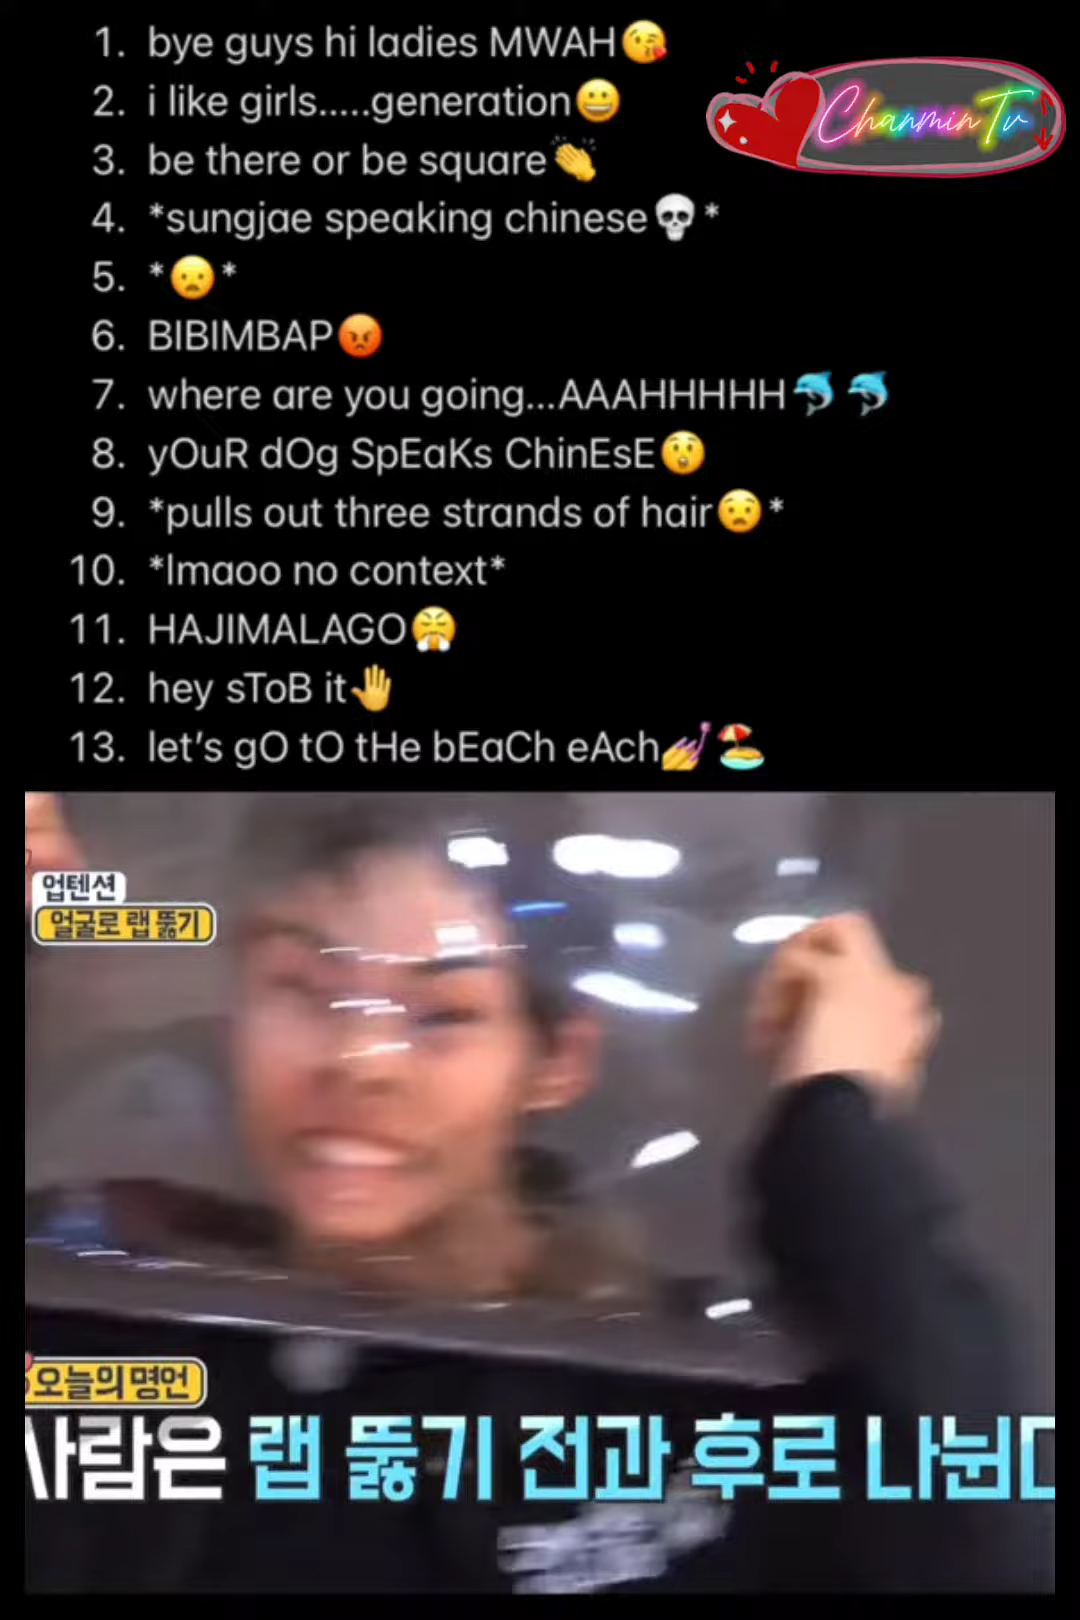 1. bye guys hi ladies MWAH😘
2. i like girls.....generation😀
3. be there or be square👏
4. *sungjae speaking chinese💀*
5. *😦*
6. BIBIMBAP😡
7. where are you going...AAAHHHHH🐬🐬
8. yOuR dOg SpEaKs ChinEsE😲
9. *pulls out three strands of hair😧*
10. *lmaoo no context*
11. HAJIMALAGO😤
12. hey sToB it🤚
13. let's gO tO tHe bEaCh eAch💅🏖️
ChanminTv
업텐션
얼굴로 랩 뚫기
오늘의 명언
사람은 랩 뚫기 전과 후로 나뉜다